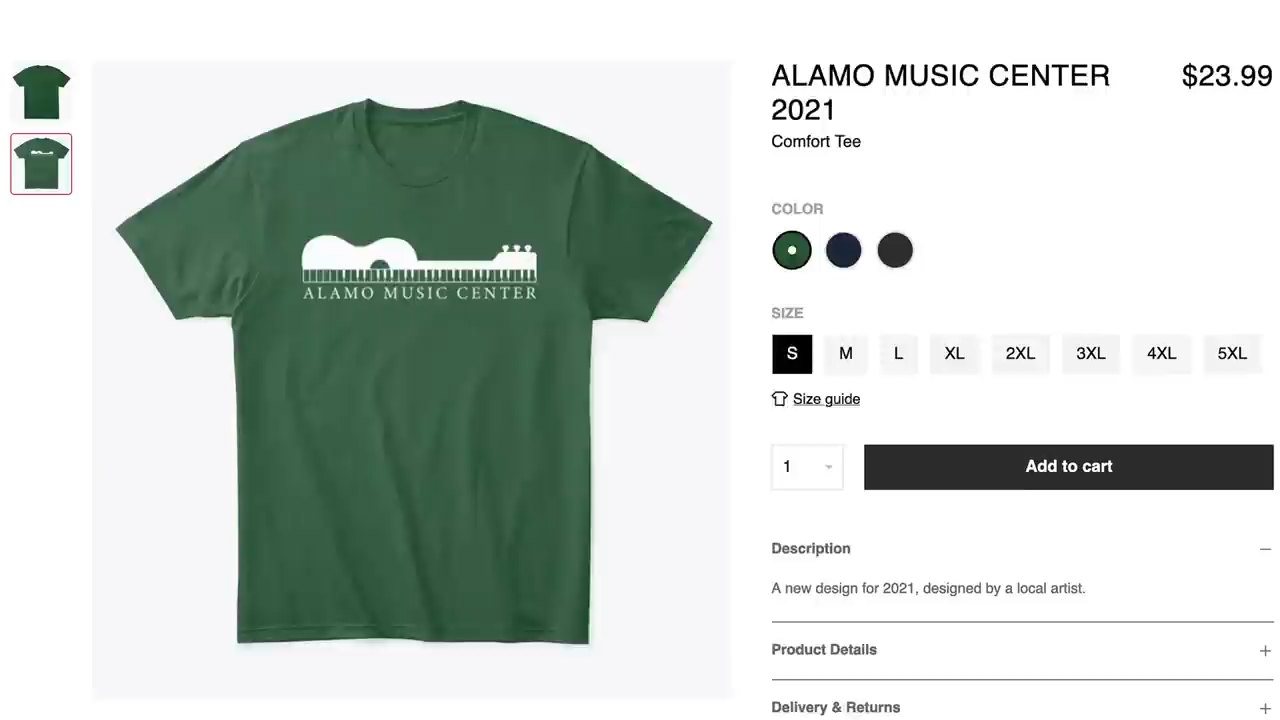 ALAMO MUSIC CENTER
2021
$23.99
Comfort Tee
ALAMO MUSIC CENTER
COLOR
SIZE
S M L XL 2XL 3XL 4XL 5XL
Size guide
1
Add to cart
Description
A new design for 2021, designed by a local artist.
Product Details
Delivery & Returns